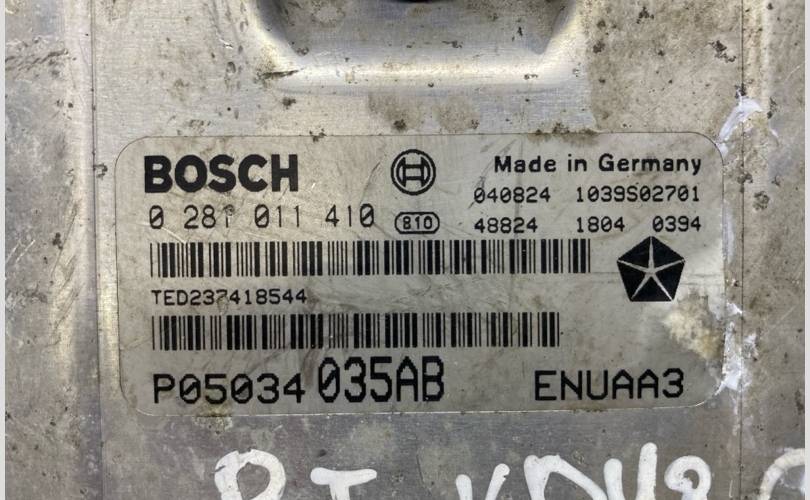 BOSCH
Made in Germany
040824 1039S02701
0 281 011 410
810
48824 1804 0394
TED237418544
P05034035AB ENUAA3